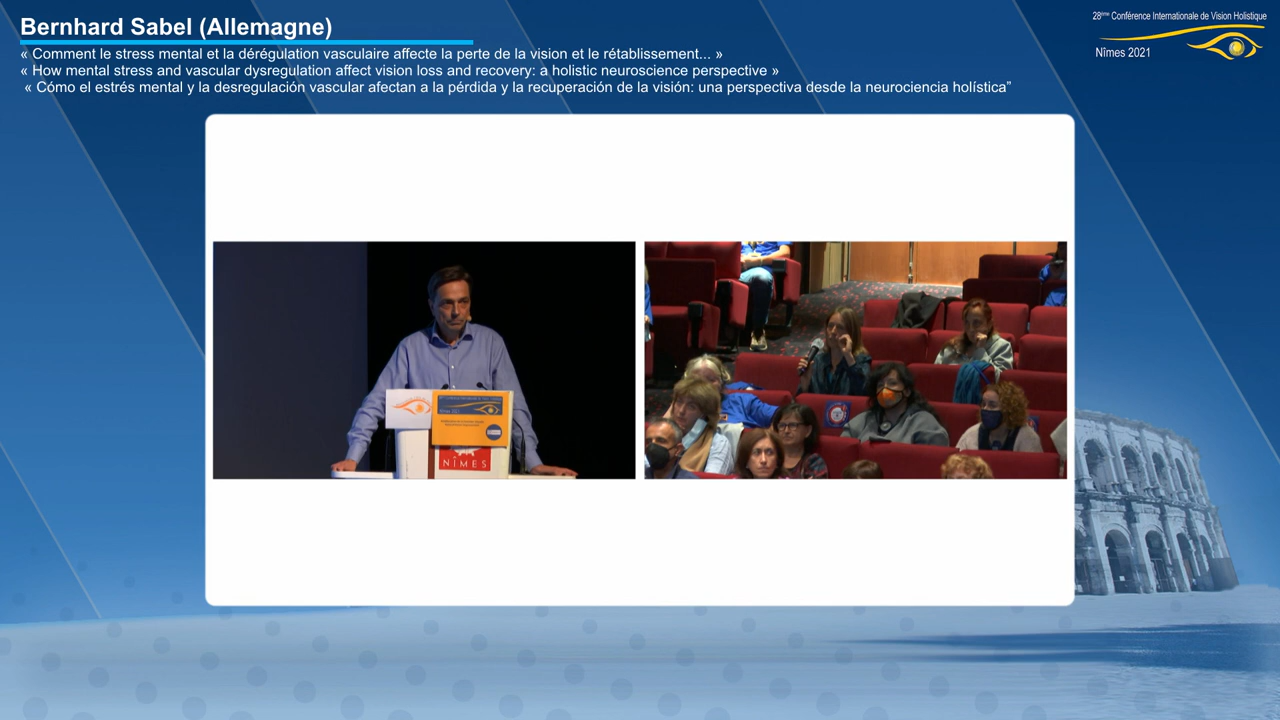 Bernhard Sabel (Allemagne)
« Comment le stress mental et la dérégulation vasculaire affecte la perte de la vision et le rétablissement... »
« How mental stress and vascular dysregulation affect vision loss and recovery: a holistic neuroscience perspective »
« Cómo el estrés mental y la desregulación vascular afectan a la pérdida y la recuperación de la visión: una perspectiva desde la neurociencia holística”
28ème Conférence Internationale de Vision Holistique
Nîmes 2021
NÎMES